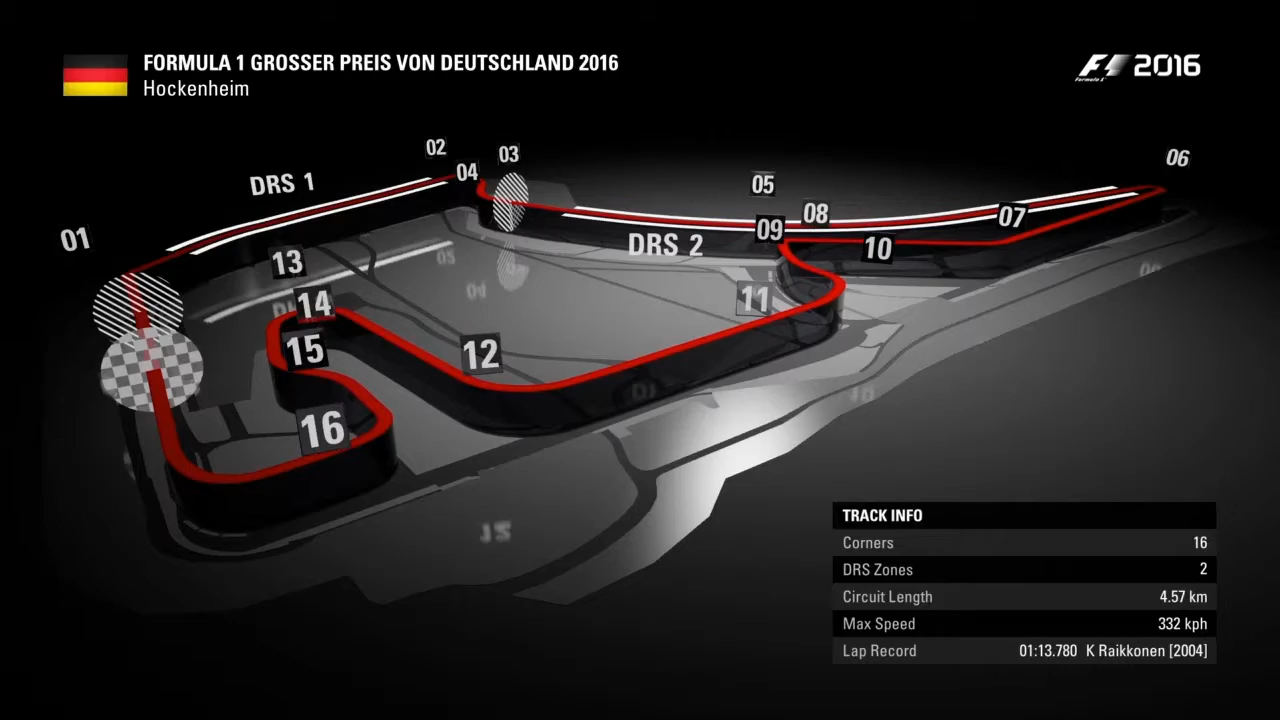 FORMULA 1 GROSSER PREIS VON DEUTSCHLAND 2016
Hockenheim
F1 2016
Formula 1
02
03
04
06
DRS 1
05
01
08
07
09
DRS 2
10
13
11
14
15
12
16
TRACK INFO
Corners 16
DRS Zones 2
Circuit Length 4.57 km
Max Speed 332 kph
Lap Record 01:13.780 K Raikkonen [2004]